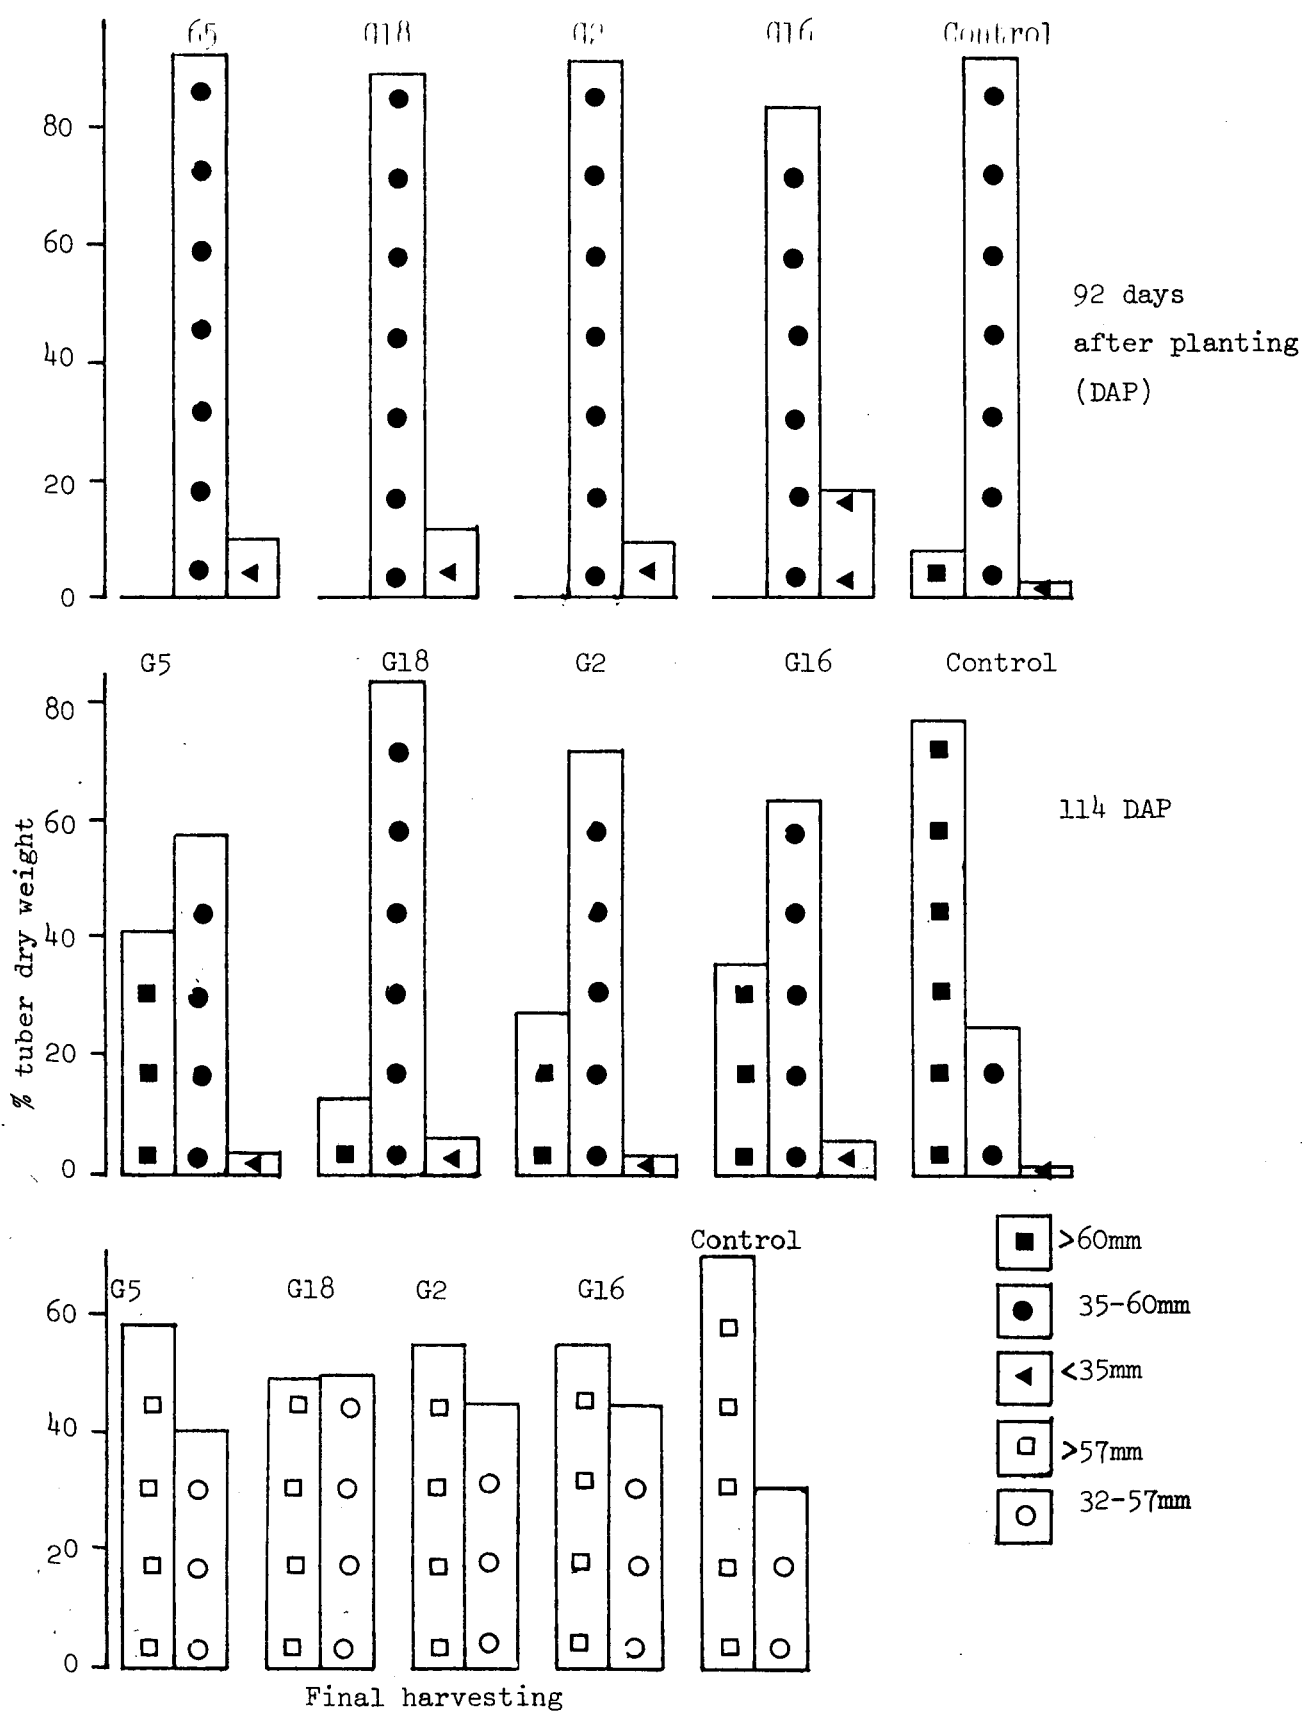 G5 G18 G2 G16 Control
80
60
40
20
0
92 days
after planting
(DAP)
G5 G18 G2 G16 Control
80
60
40
20
0
114 DAP
% tuber dry weight
Control
G5 G18 G2 G16
60
40
20
0
Final harvesting
>60mm
35-60mm
<35mm
>57mm
32-57mm